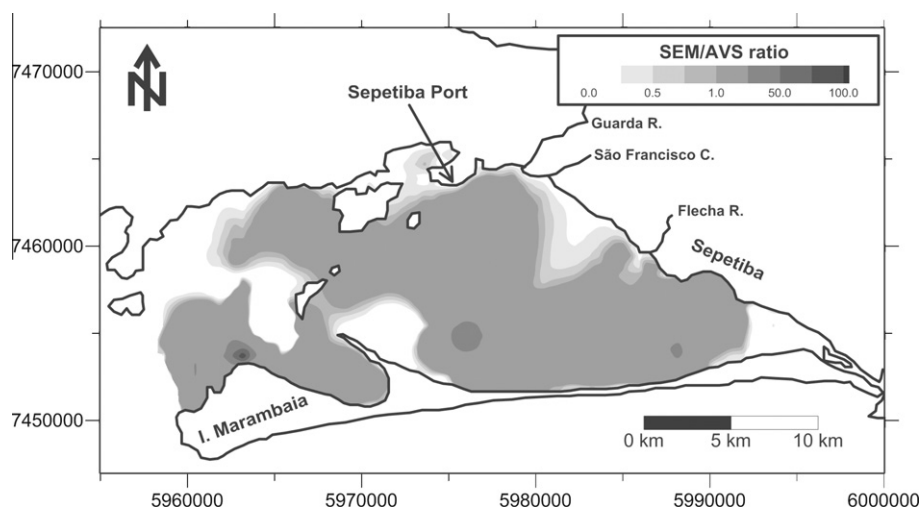 SEM/AVS ratio
0.0 0.5 1.0 50.0 100.0
7470000
N
Sepetiba Port
Guarda R.
São Francisco C.
Flecha R.
7460000
Sepetiba
7450000
I. Marambaia
0 km 5 km 10 km
5960000 5970000 5980000 5990000 6000000